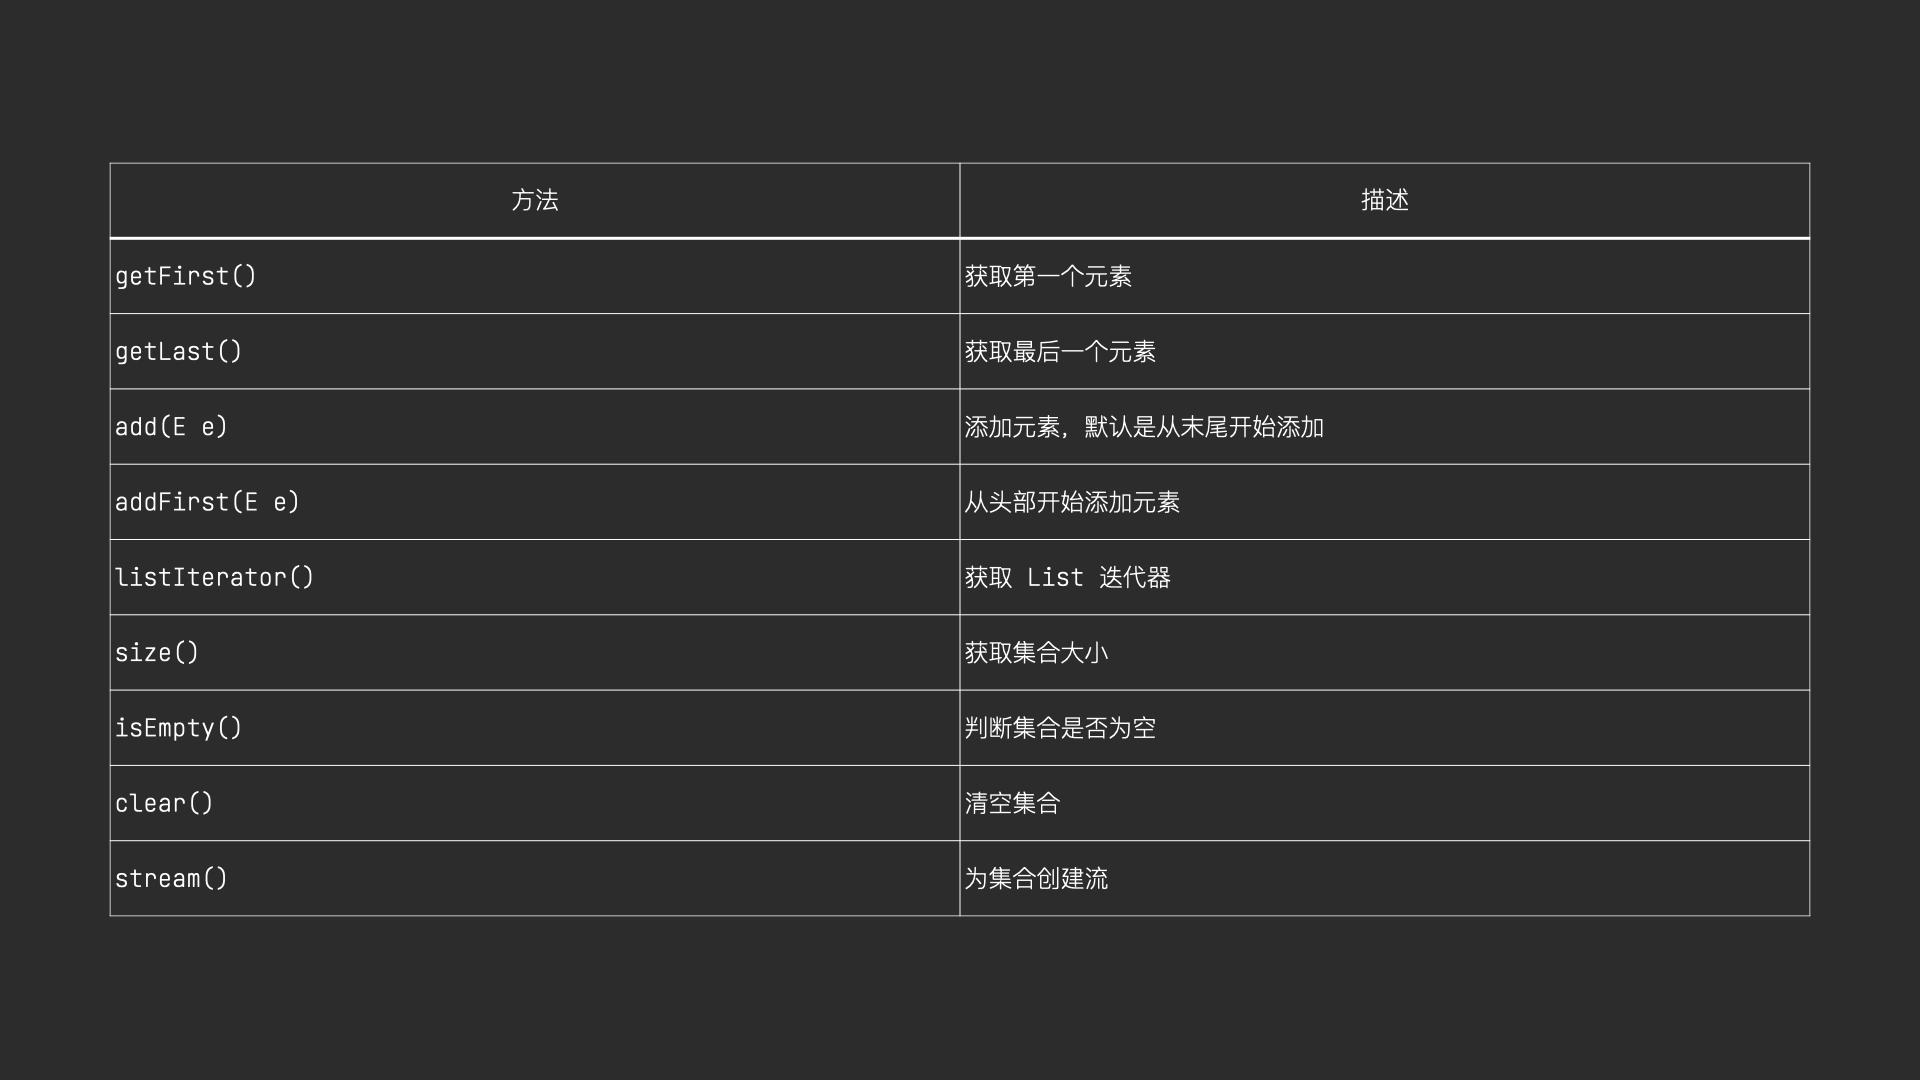 方法 描述
getFirst() 获取第一个元素
getLast() 获取最后一个元素
add(E e) 添加元素，默认是从末尾开始添加
addFirst(E e) 从头部开始添加元素
listIterator() 获取 List 迭代器
size() 获取集合大小
isEmpty() 判断集合是否为空
clear() 清空集合
stream() 为集合创建流